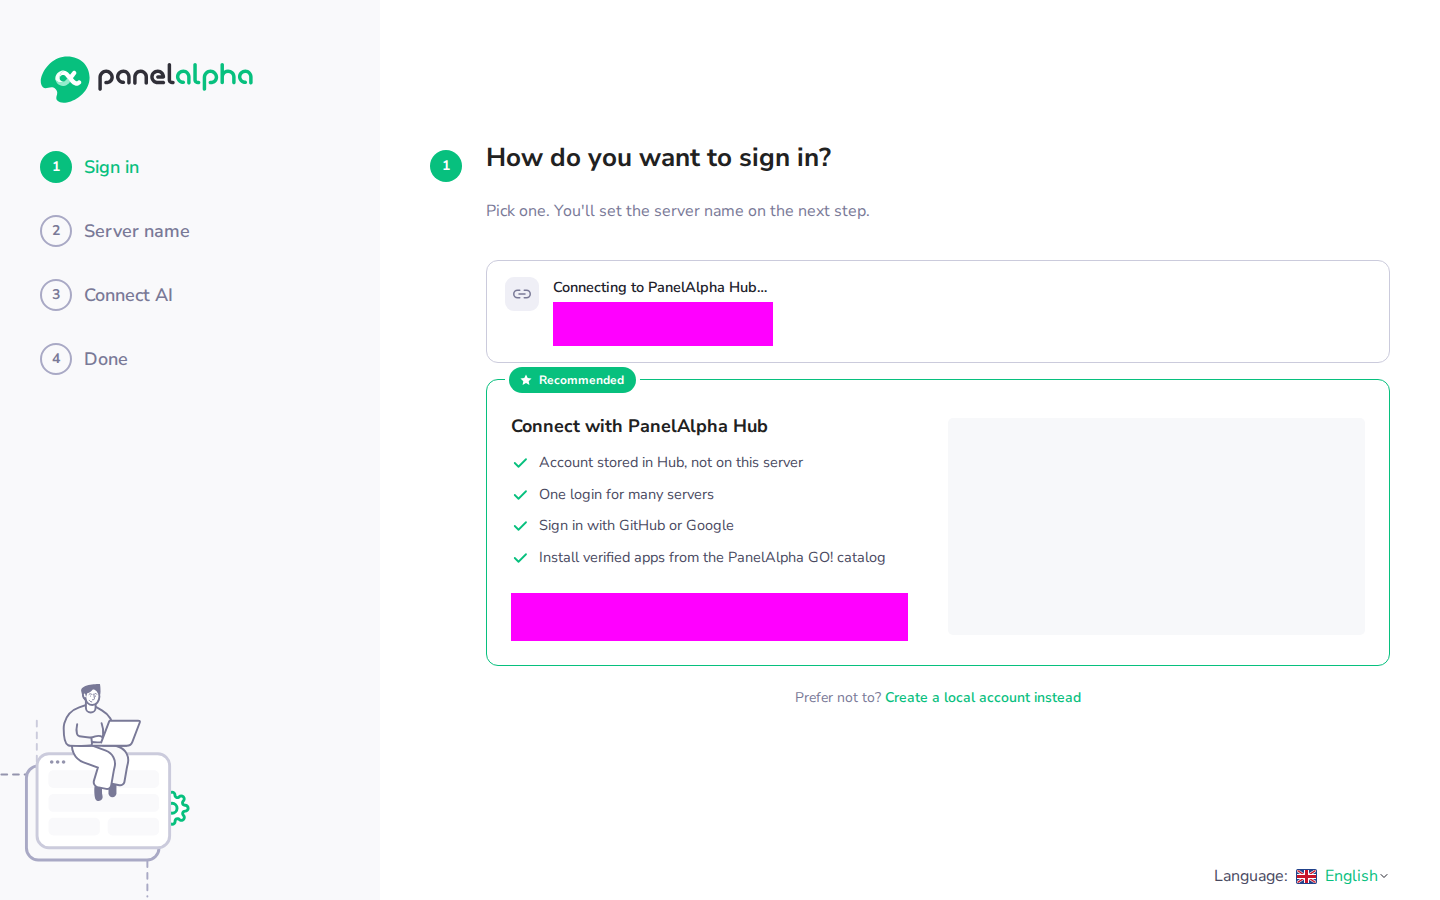 panelalpha
1 Sign in
2 Server name
3 Connect AI
4 Done
1 How do you want to sign in?
Pick one. You'll set the server name on the next step.
Connecting to PanelAlpha Hub...
Recommended
Connect with PanelAlpha Hub
Account stored in Hub, not on this server
One login for many servers
Sign in with GitHub or Google
Install verified apps from the PanelAlpha GO! catalog
Prefer not to? Create a local account instead
Language: English